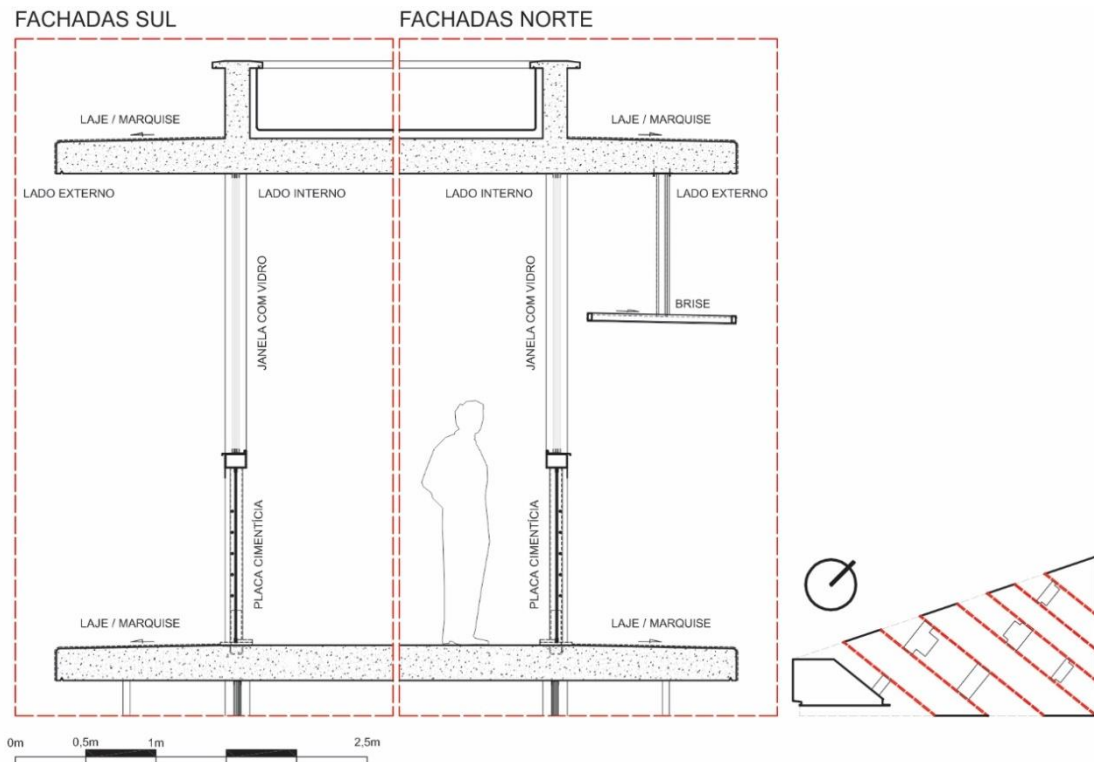 FACHADAS SUL
FACHADAS NORTE
LAJE / MARQUISE
LAJE / MARQUISE
LADO EXTERNO
LADO INTERNO
LADO INTERNO
LADO EXTERNO
JANELA COM VIDRO
JANELA COM VIDRO
BRISE
PLACA CIMENTÍCIA
PLACA CIMENTÍCIA
LAJE / MARQUISE
LAJE / MARQUISE
0m
0,5m
1m
2,5m